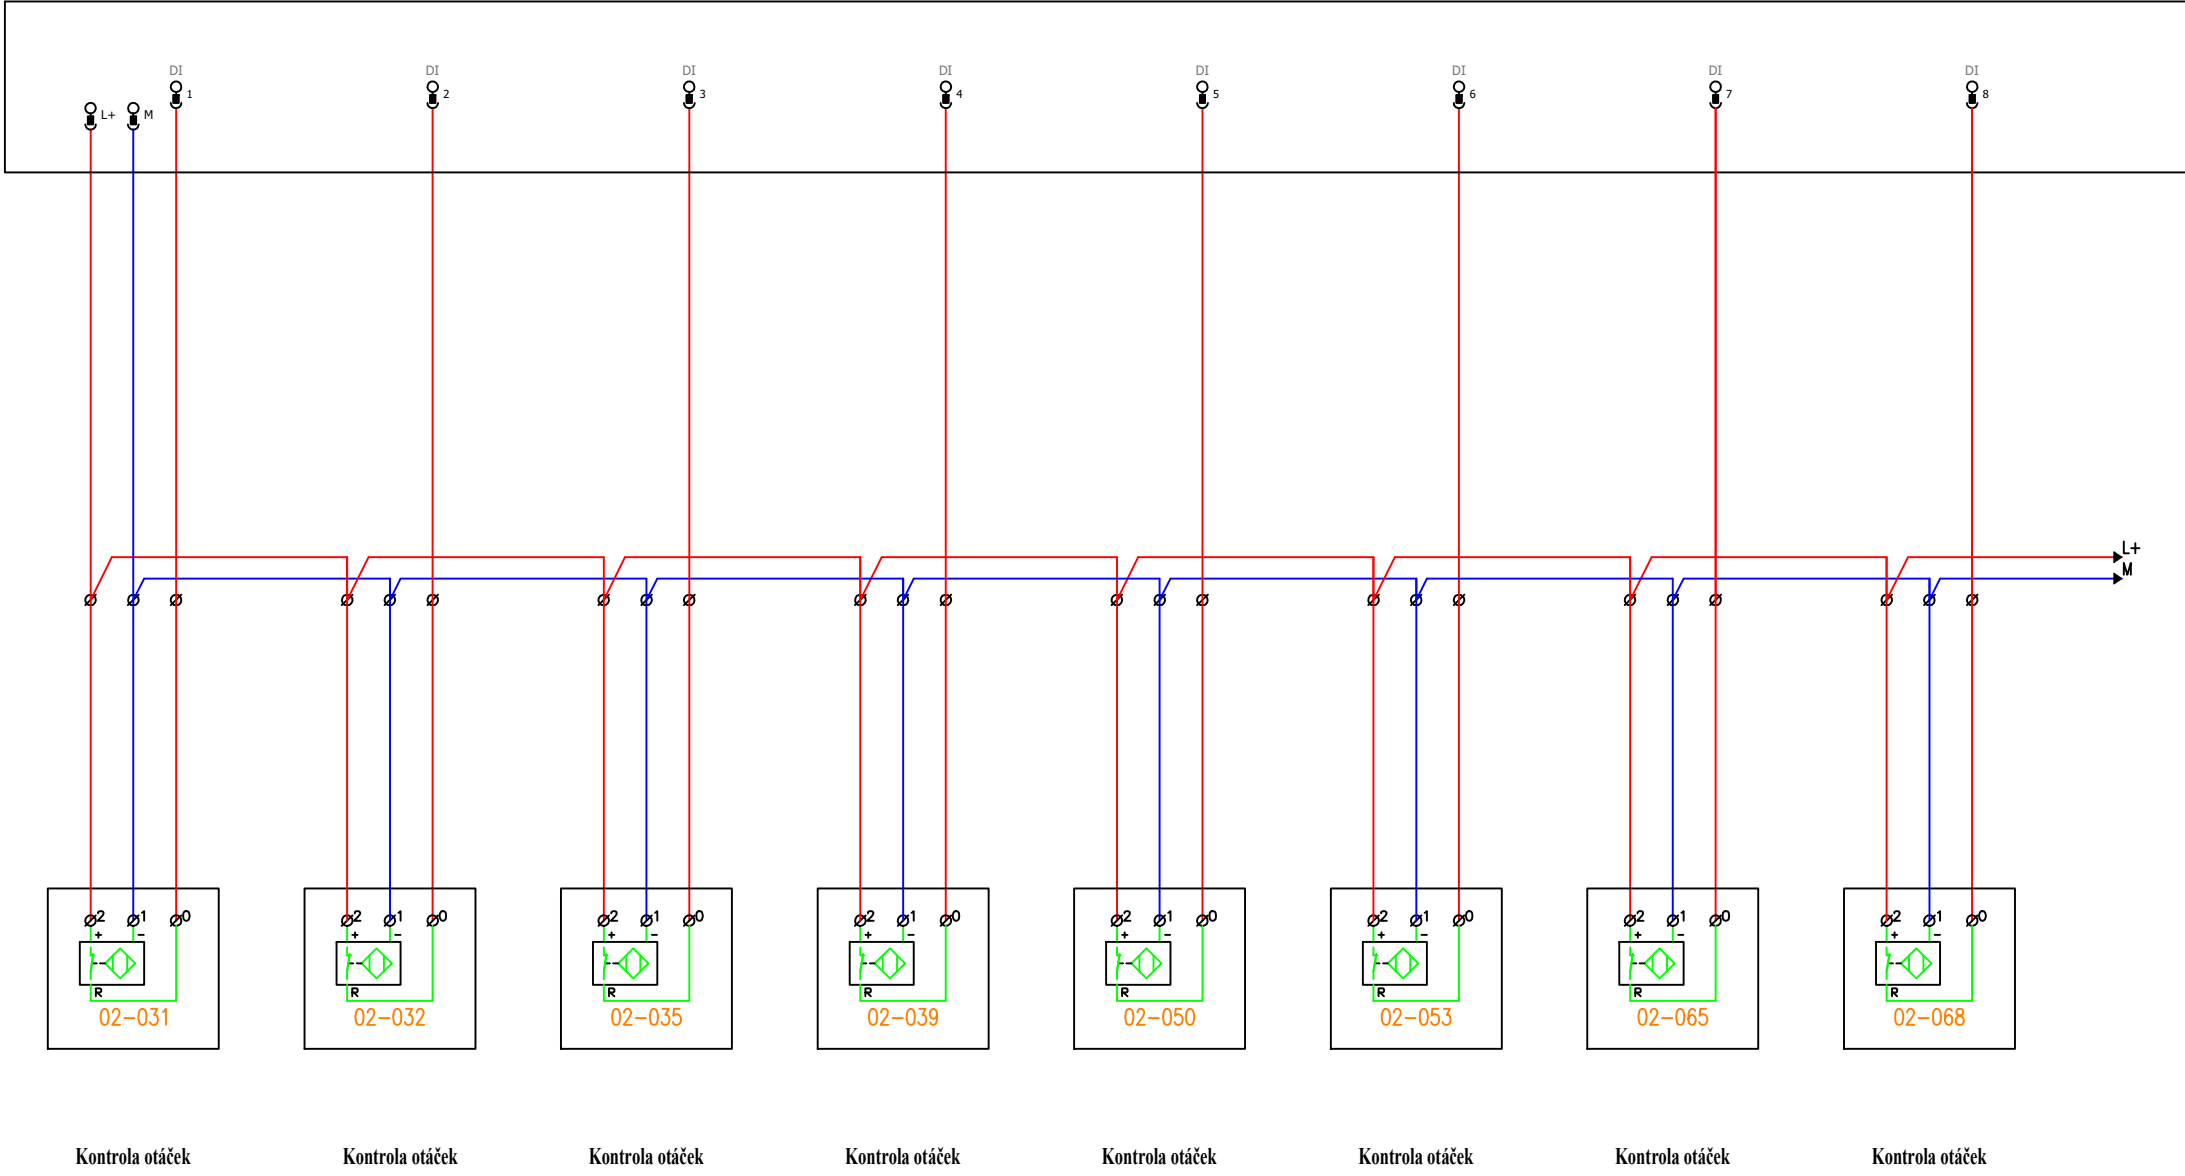 DI DI DI DI DI DI DI DI
1 2 3 4 5 6 7 8
L+ M
L+
M
2 1 0 2 1 0 2 1 0 2 1 0 2 1 0 2 1 0 2 1 0 2 1 0
+ − + − + − + − + − + − + − + −
R R R R R R R R
02-031 02-032 02-035 02-039 02-050 02-053 02-065 02-068
Kontrola otáček Kontrola otáček Kontrola otáček Kontrola otáček Kontrola otáček Kontrola otáček Kontrola otáček Kontrola otáček